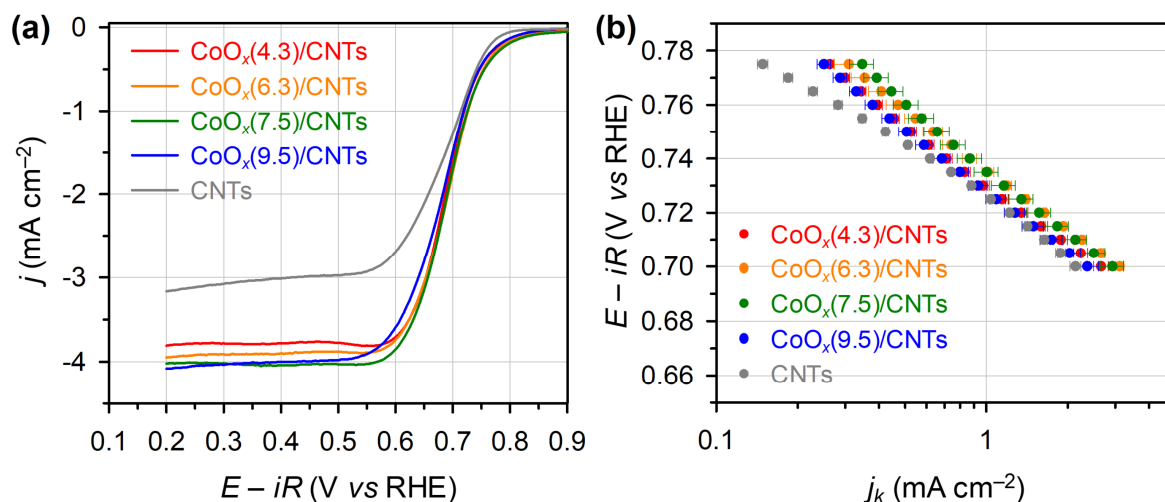 (a)
CoOx(4.3)/CNTs
CoOx(6.3)/CNTs
CoOx(7.5)/CNTs
CoOx(9.5)/CNTs
CNTs
0
-1
-2
-3
-4
j (mA cm–2)
0.1 0.2 0.3 0.4 0.5 0.6 0.7 0.8 0.9
E – iR (V vs RHE)
(b)
0.78
0.76
0.74
0.72
0.70
0.68
0.66
E – iR (V vs RHE)
CoOx(4.3)/CNTs
CoOx(6.3)/CNTs
CoOx(7.5)/CNTs
CoOx(9.5)/CNTs
CNTs
0.1 1
jk (mA cm–2)